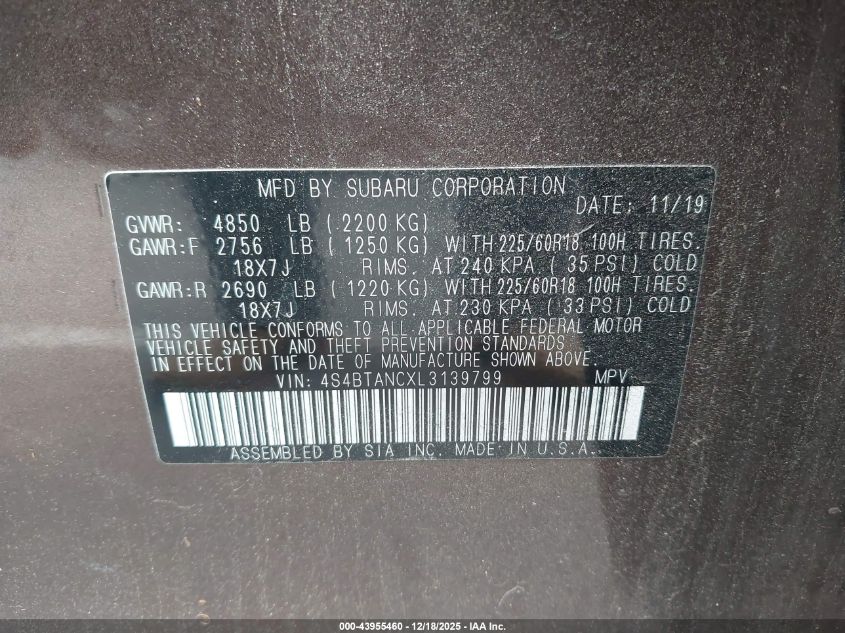 MFD BY SUBARU CORPORATION
DATE: 11/19
GVWR: 4850 LB ( 2200 KG)
GAWR:F 2756 LB ( 1250 KG) WITH 225/60R18 100H TIRES.
18X7J RIMS. AT 240 KPA ( 35 PSI) COLD
GAWR:R 2690 LB ( 1220 KG) WITH 225/60R18 100H TIRES.
18X7J RIMS. AT 230 KPA ( 33 PSI) COLD
THIS VEHICLE CONFORMS TO ALL APPLICABLE FEDERAL MOTOR
VEHICLE SAFETY AND THEFT PREVENTION STANDARDS
IN EFFECT ON THE DATE OF MANUFACTURE SHOWN ABOVE.
VIN: 4S4BTANCXL3139799 MPV
ASSEMBLED BY SIA INC. MADE IN U.S.A.
000-43955460 - 12/18/2025 - IAA Inc.